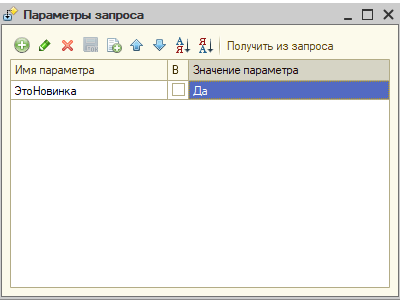 Параметры запроса
Получить из запроса
Имя параметра В Значение параметра
ЭтоНовинка Да